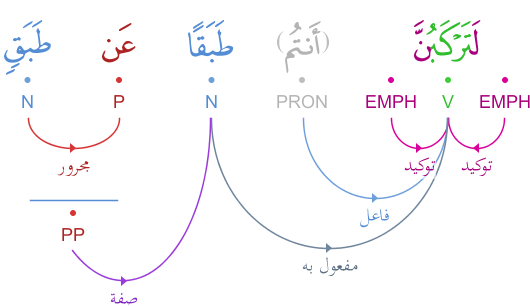 لَتَرْكَبُنَّ (أَنتُم) طَبَقًا عَن طَبَقٍ
EMPH V EMPH PRON N P N
توكيد توكيد مجرور
فاعل
PP
مفعول به
صفة